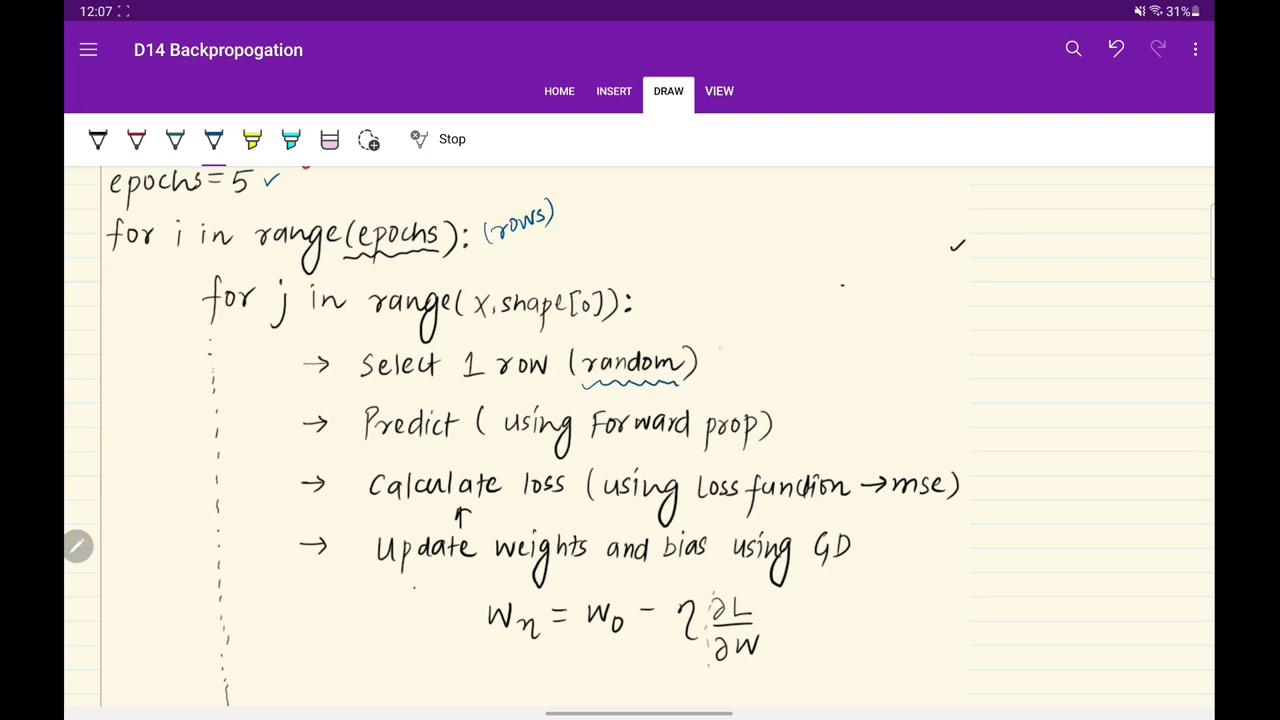 12:07 31%
D14 Backpropogation
HOME INSERT DRAW VIEW
Stop
epochs=5 ✓
for i in range(epochs): (rows)
✓
for j in range(X.shape[0]):
→ Select 1 row (random)
→ Predict ( using Forward prop)
→ Calculate loss (using Loss function → mse)
↑
→ Update weights and bias using GD
Wₙ = W₀ - η ∂L/∂W